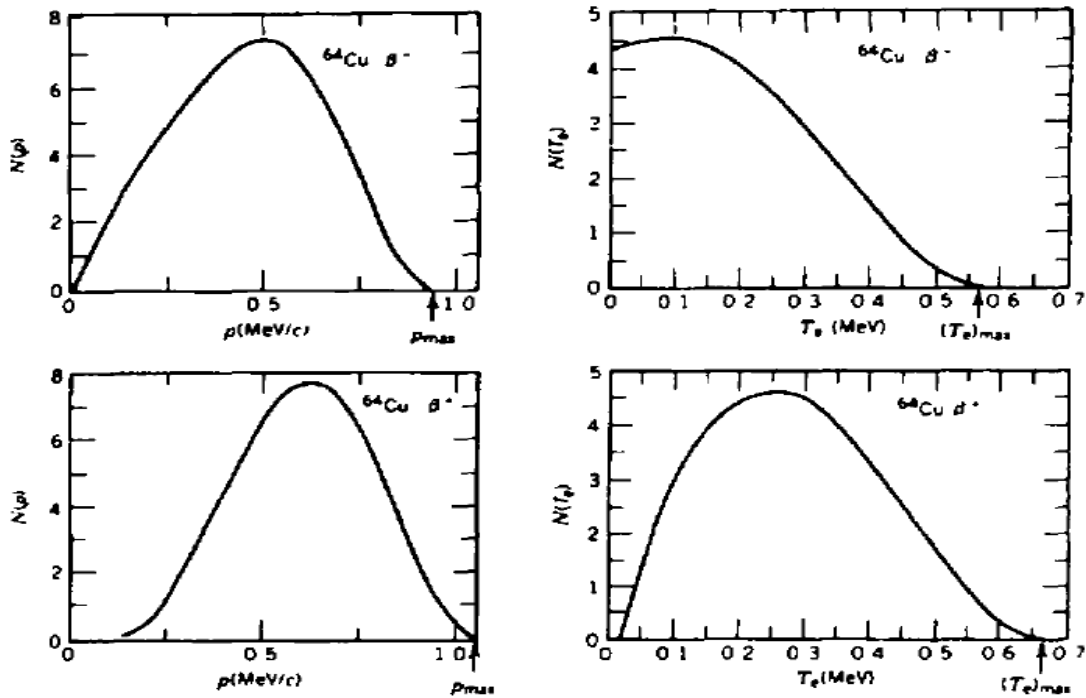 8
6
4
2
0
N(p)
⁶⁴Cu β⁻
0 0 5 1 0
p(MeV/c) pmax
5
4
3
2
1
0
N(Tₑ)
⁶⁴Cu β⁻
0 0 1 0 2 0 3 0 4 0 5 0 6 0 7
Tₑ (MeV) (Tₑ)max
8
6
4
2
0
N(p)
⁶⁴Cu β⁺
0 0 5 1 0
p(MeV/c) pmax
5
4
3
2
1
0
N(Tₑ)
⁶⁴Cu β⁺
0 0 1 0 2 0 3 0 4 0 5 0 6 0 7
Tₑ(MeV) (Tₑ)max